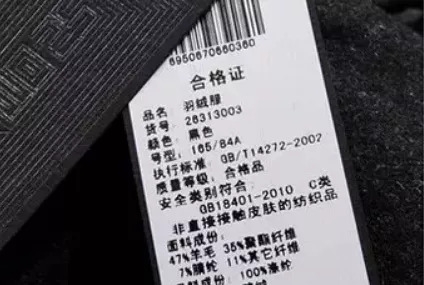 6950670660360
合格证
品名: 羽绒服
货号: 28313003
颜色: 黑色
号型: 165/84A
执行标准: GB/T14272-2002
质量等级: 合格品
安全类别符合:
GB18401-2010 C类
非直接接触皮肤的纺织品
面料成份:
47%羊毛 35%聚酯纤维
7%腈纶 11%其它纤维
100%涤纶